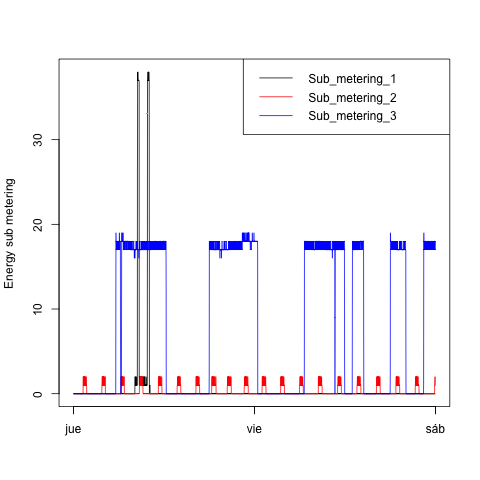 Sub_metering_1
Sub_metering_2
Sub_metering_3
Energy sub metering
30
20
10
0
jue vie sáb